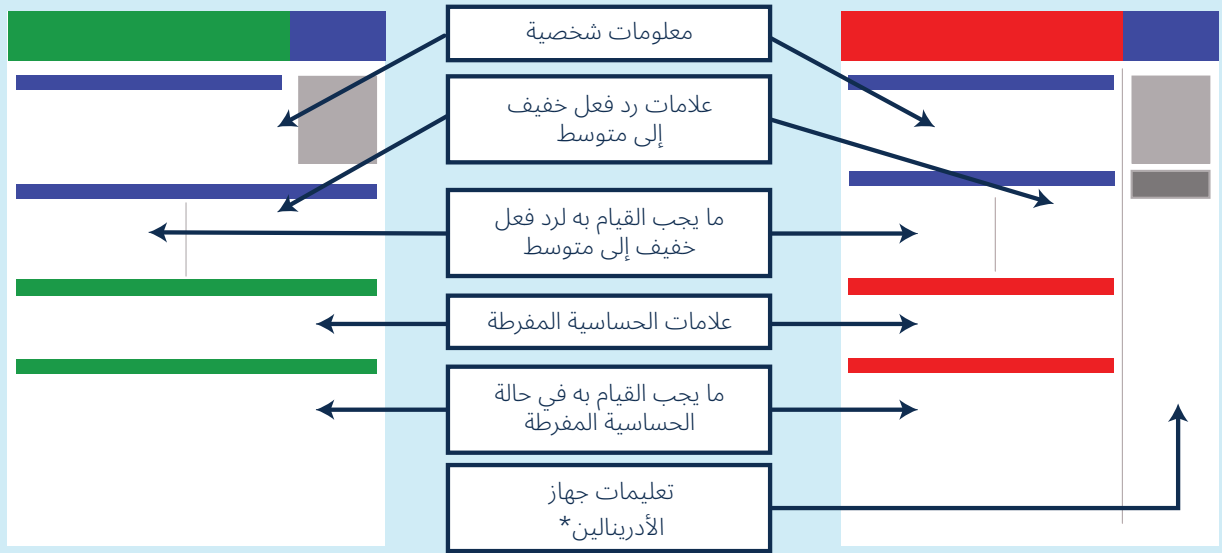 معلومات شخصية
علامات رد فعل خفيف
إلى متوسط
ما يجب القيام به لرد فعل
خفيف إلى متوسط
علامات الحساسية المفرطة
ما يجب القيام به في حالة
الحساسية المفرطة
تعليمات جهاز
الأدرينالين*